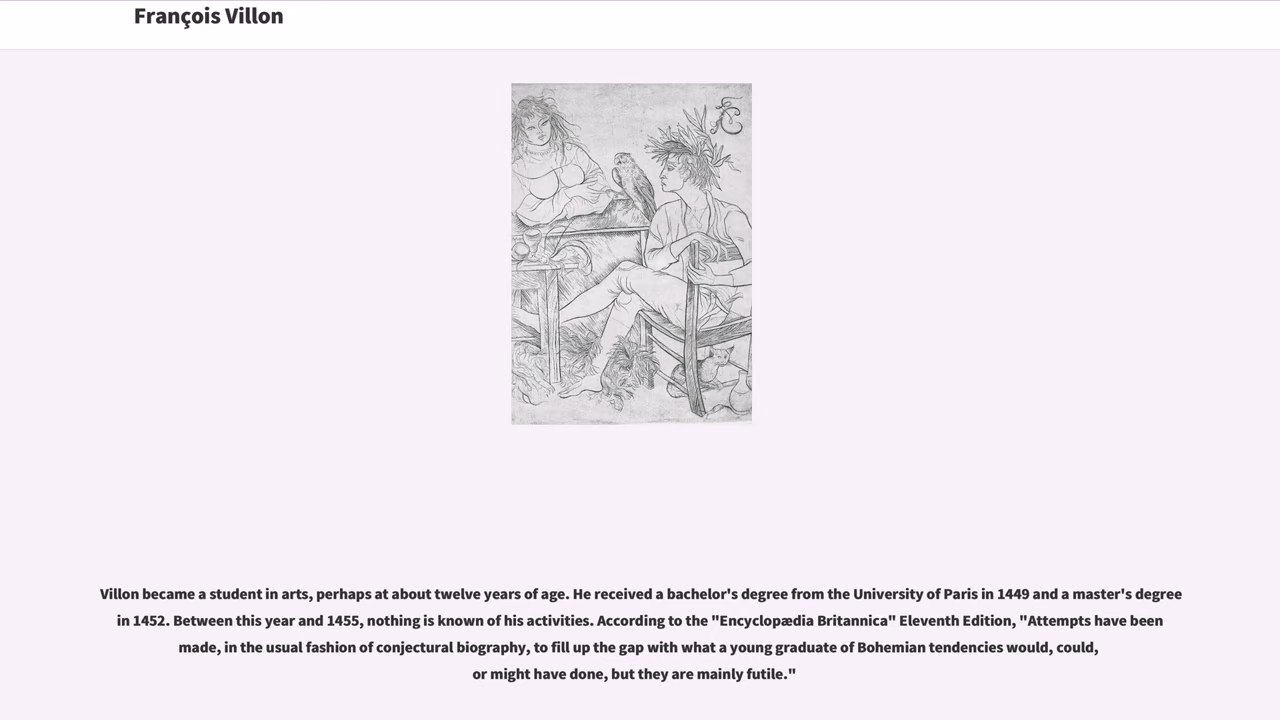 François Villon
Villon became a student in arts, perhaps at about twelve years of age. He received a bachelor's degree from the University of Paris in 1449 and a master's degree
in 1452. Between this year and 1455, nothing is known of his activities. According to the "Encyclopædia Britannica" Eleventh Edition, "Attempts have been
made, in the usual fashion of conjectural biography, to fill up the gap with what a young graduate of Bohemian tendencies would, could,
or might have done, but they are mainly futile."